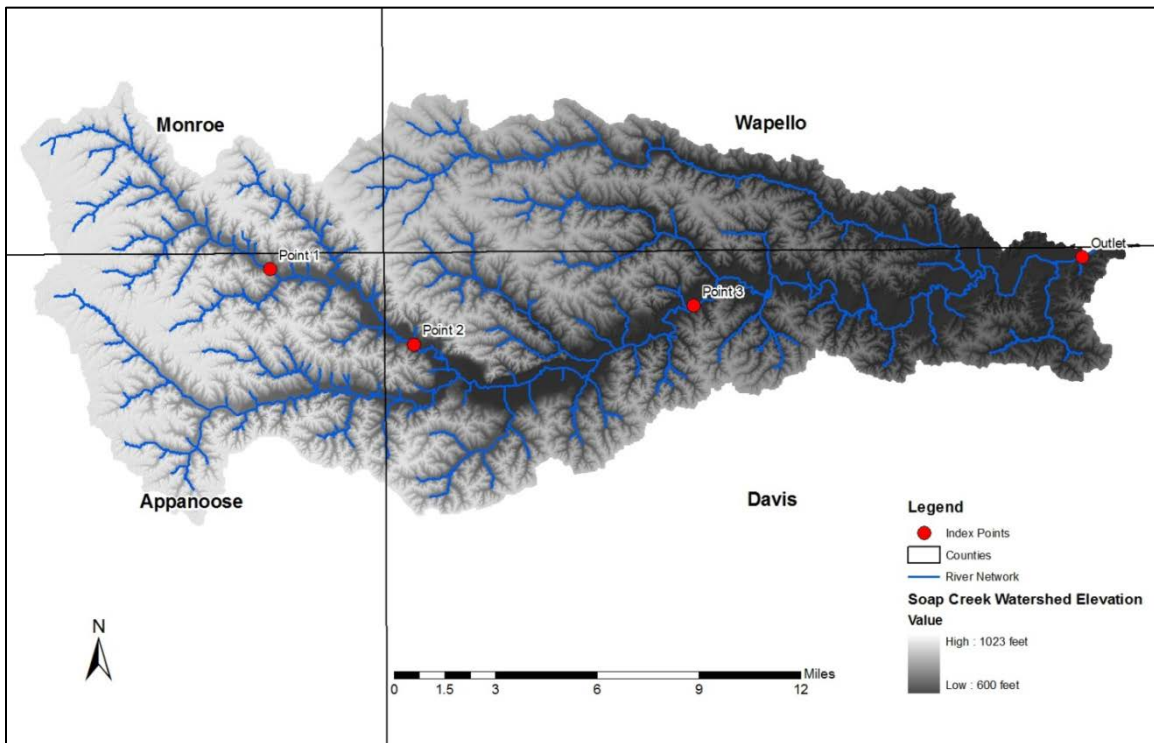 Monroe
Wapello
Outlet
Point 1
Point 3
Point 2
Appanoose
Davis
Legend
Index Points
Counties
River Network
Soap Creek Watershed Elevation
Value
High : 1023 feet
Low : 600 feet
N
Miles
0 1.5 3 6 9 12